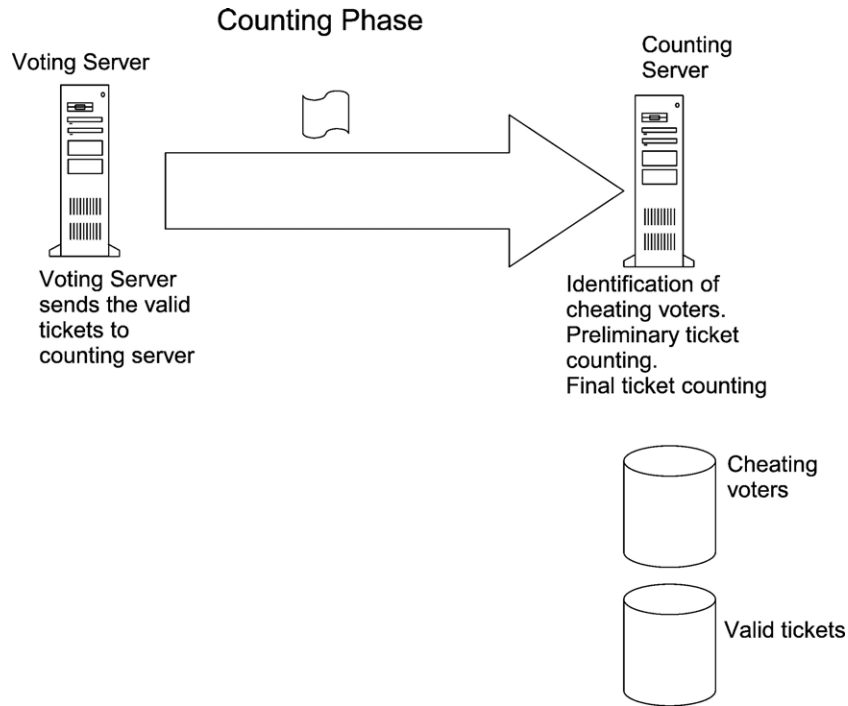 Counting Phase
Voting Server
Counting
Server
Voting Server
sends the valid
tickets to
counting server
Identification of
cheating voters.
Preliminary ticket
counting.
Final ticket counting
Cheating
voters
Valid tickets